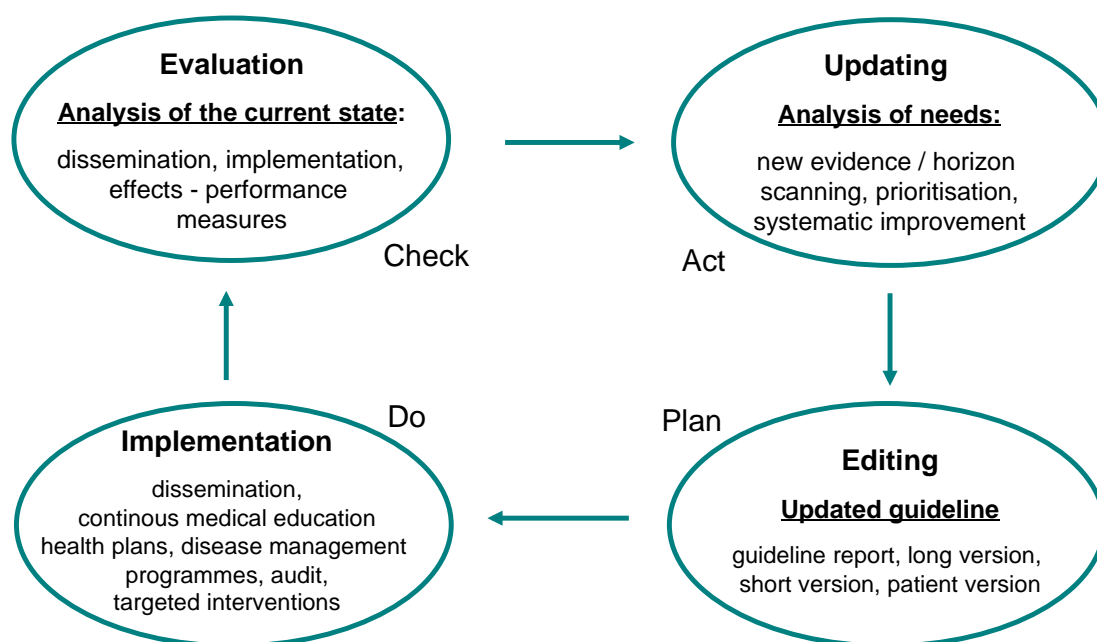 Evaluation
Analysis of the current state:
dissemination, implementation,
effects - performance
measures
Check
Updating
Analysis of needs:
new evidence / horizon
scanning, prioritisation,
systematic improvement
Act
Do
Implementation
dissemination,
continous medical education
health plans, disease management
programmes, audit,
targeted interventions
Plan
Editing
Updated guideline
guideline report, long version,
short version, patient version